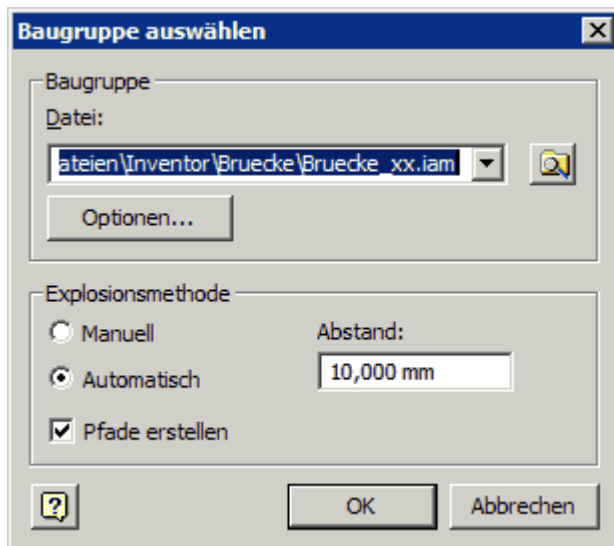 Baugruppe auswählen
Baugruppe
Datei:
ateien\Inventor\Bruecke\Bruecke_xx.iam
Optionen...
Explosionsmethode
Manuell
Abstand:
Automatisch
10,000 mm
Pfade erstellen
OK
Abbrechen